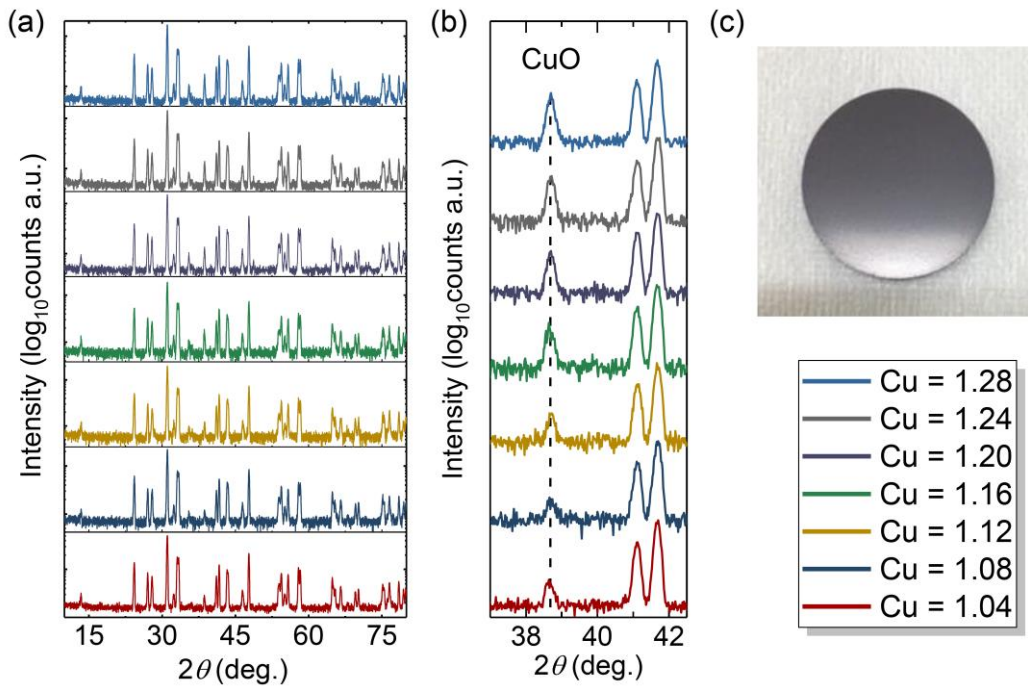 (a)
(b)
(c)
CuO
Intensity (log10counts a.u.)
Intensity (log10counts a.u.)
15 30 45 60 75
2θ (deg.)
38 40 42
2θ (deg.)
Cu = 1.28
Cu = 1.24
Cu = 1.20
Cu = 1.16
Cu = 1.12
Cu = 1.08
Cu = 1.04